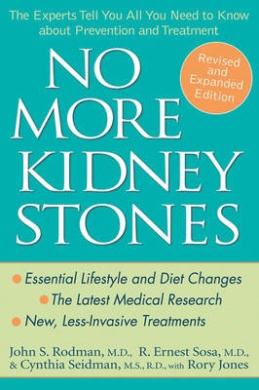 The Experts Tell You All You Need to Know
about Prevention and Treatment
NO
MORE
KIDNEY
STONES
Revised
and
Expanded
Edition
• Essential Lifestyle and Diet Changes
• The Latest Medical Research
• New, Less-Invasive Treatments
John S. Rodman, M.D., R. Ernest Sosa, M.D.,
& Cynthia Seidman, M.S., R.D., with Rory Jones